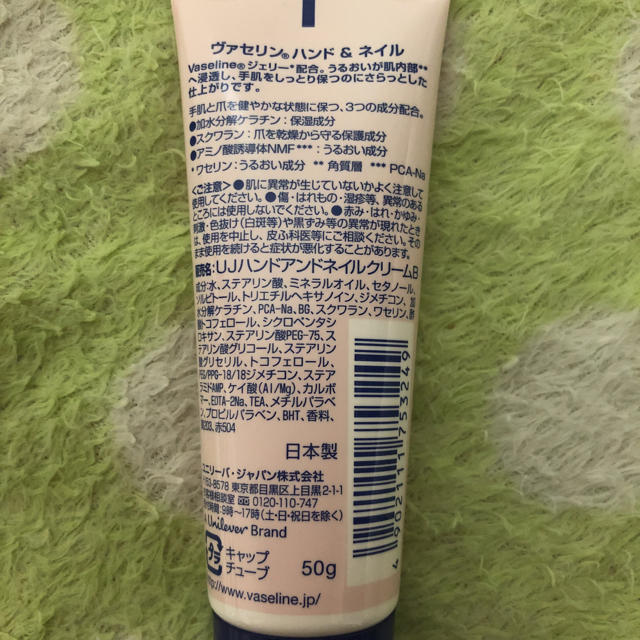 ヴァセリン® ハンド & ネイル
Vaseline®ジェリー*配合。うるおいが肌内部**
へ浸透し、手肌をしっとり保つのにさらっとした
仕上がりです。
手肌と爪を健やかな状態に保つ、3つの成分配合。
●加水分解ケラチン:保湿成分
●スクワラン:爪を乾燥から守る保護成分
●アミノ酸誘導体NMF***:うるおい成分
* ワセリン:うるおい成分 ** 角質層 *** PCA-Na
<ご注意>●肌に異常が生じていないかよく注意して
使用してください。●傷・はれもの・湿疹等、異常のある
ところには使用しないでください。●赤み・はれ・かゆみ・
刺激・色抜け(白斑等)や黒ずみ等の異常が現れたとき
は、使用を中止し、皮ふ科医等にご相談ください。その
まま使用を続けると症状が悪化することがあります。
販売名:UJハンドアンドネイルクリームB
成分:水、ステアリン酸、ミネラルオイル、セタノール、
ソルビトール、トリエチルヘキサノイン、ジメチコン、加
水分解ケラチン、PCA-Na、BG、スクワラン、ワセリン、酢
酸トコフェロール、シクロペンタシ
ロキサン、ステアリン酸PEG-75、ス
テアリン酸グリコール、ステアリン
酸グリセリル、トコフェロール、
PEG/PPG-18/18ジメチコン、ステア
ラミドAMP、ケイ酸(Al/Mg)、カルボ
マー、EDTA-2Na、TEA、メチルパラベ
ン、プロピルパラベン、BHT、香料、
黄203、赤504
日本製
ユニリーバ・ジャパン株式会社
153-8578 東京都目黒区上目黒2-1-1
お客様相談室 0120-110-747
9時〜17時(土・日・祝日を除く)
Unilever Brand
キャップ
チューブ
50g
http://www.vaseline.jp/
4902111753249